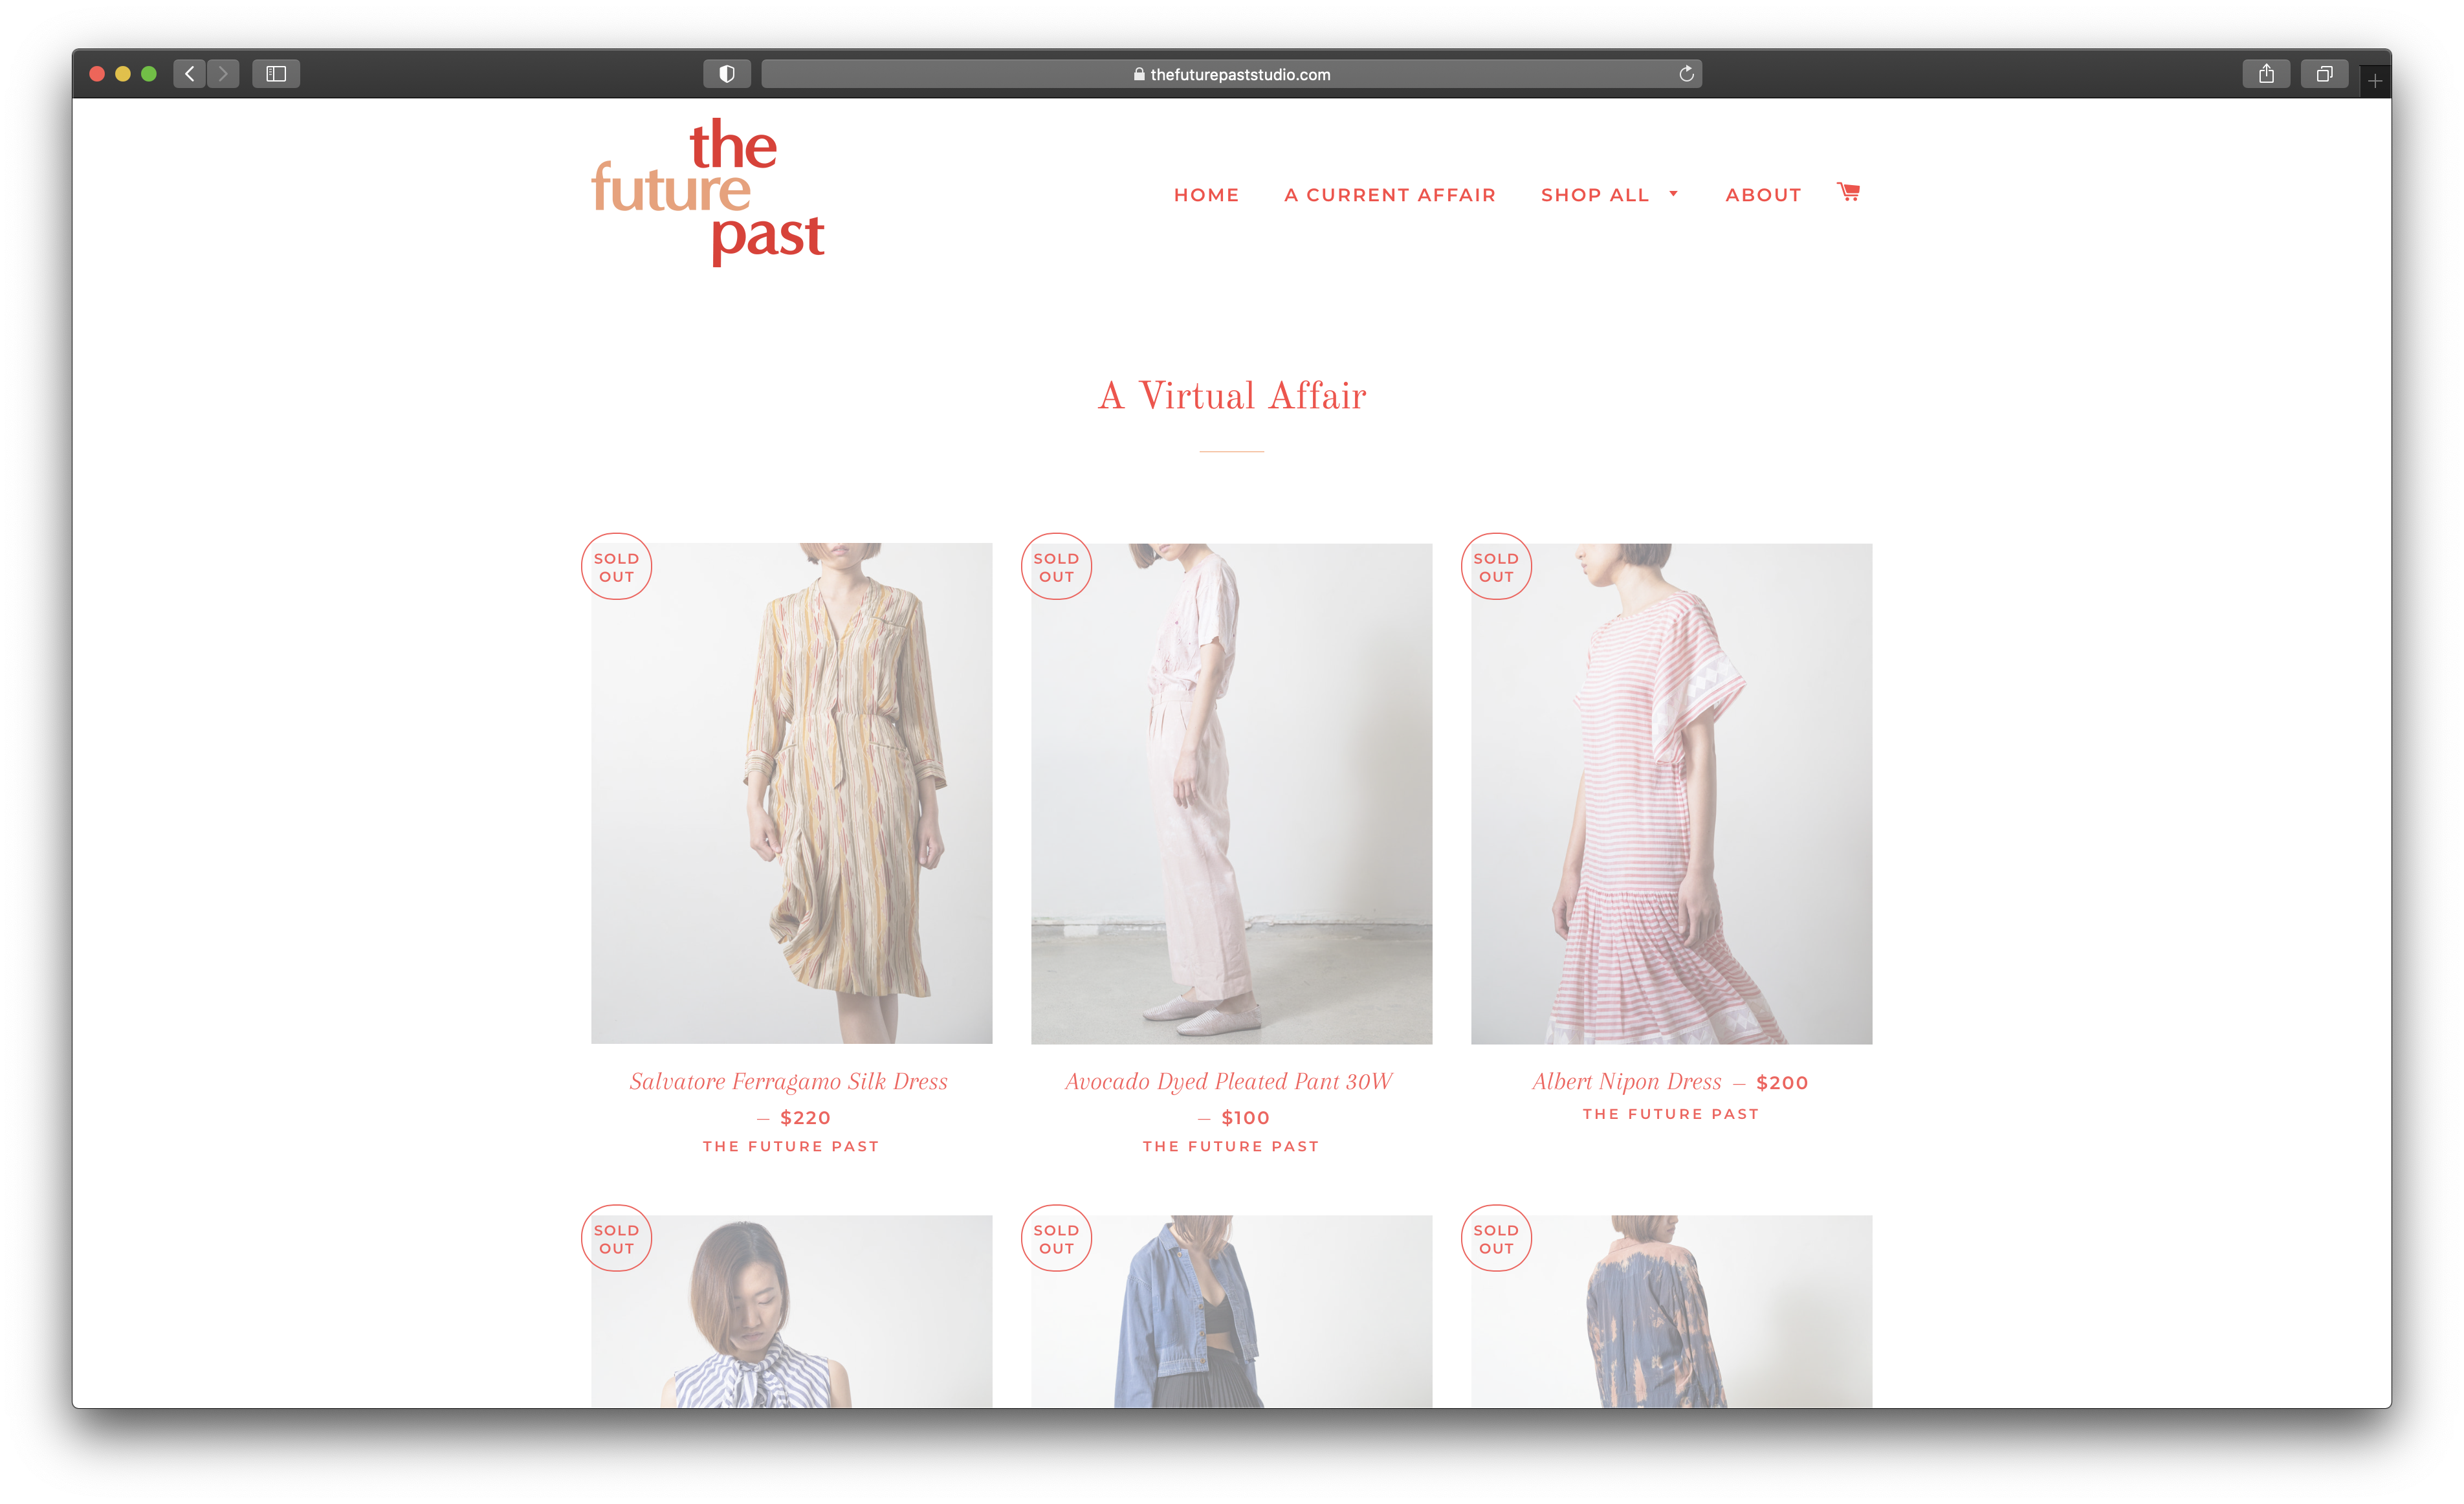 thefuturepaststudio.com
the
future
past
HOME A CURRENT AFFAIR SHOP ALL ABOUT
A Virtual Affair
SOLD OUT
SOLD OUT
SOLD OUT
Salvatore Ferragamo Silk Dress
— $220
THE FUTURE PAST
Avocado Dyed Pleated Pant 30W
— $100
THE FUTURE PAST
Albert Nipon Dress — $200
THE FUTURE PAST
SOLD OUT
SOLD OUT
SOLD OUT